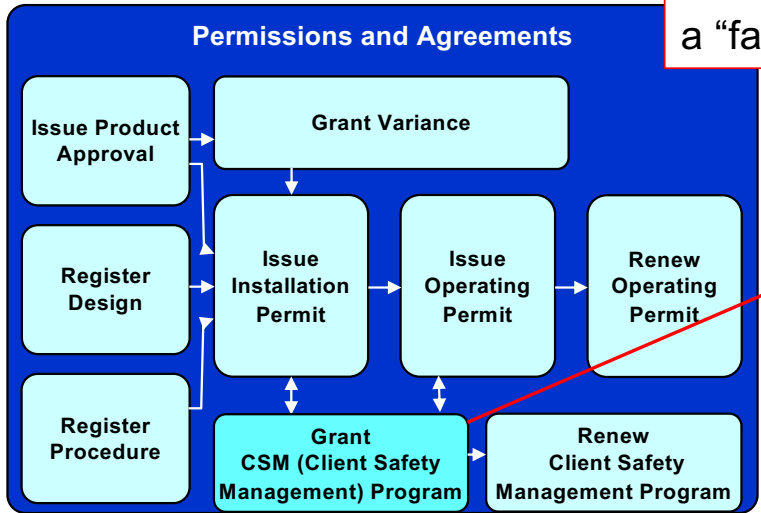 Permissions and Agreements
a “fa
Issue Product
Approval
Grant Variance
Register
Design
Issue
Installation
Permit
Issue
Operating
Permit
Renew
Operating
Permit
Register
Procedure
Grant
CSM (Client Safety
Management) Program
Renew
Client Safety
Management Program